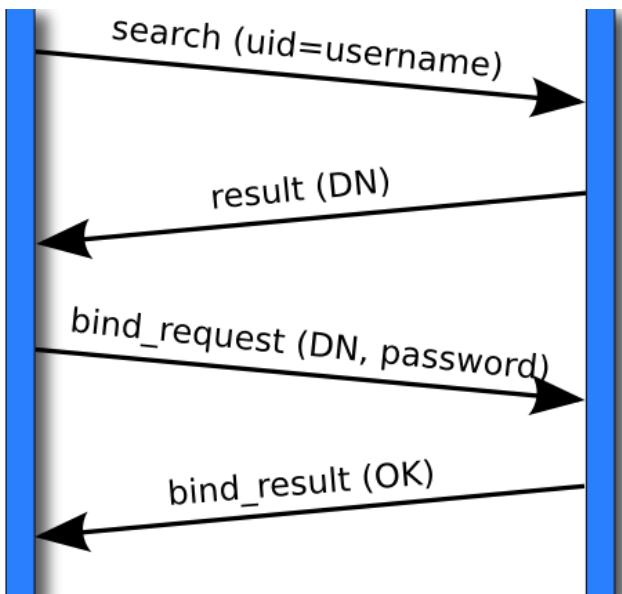 search (uid=username)
result (DN)
bind_request (DN, password)
bind_result (OK)